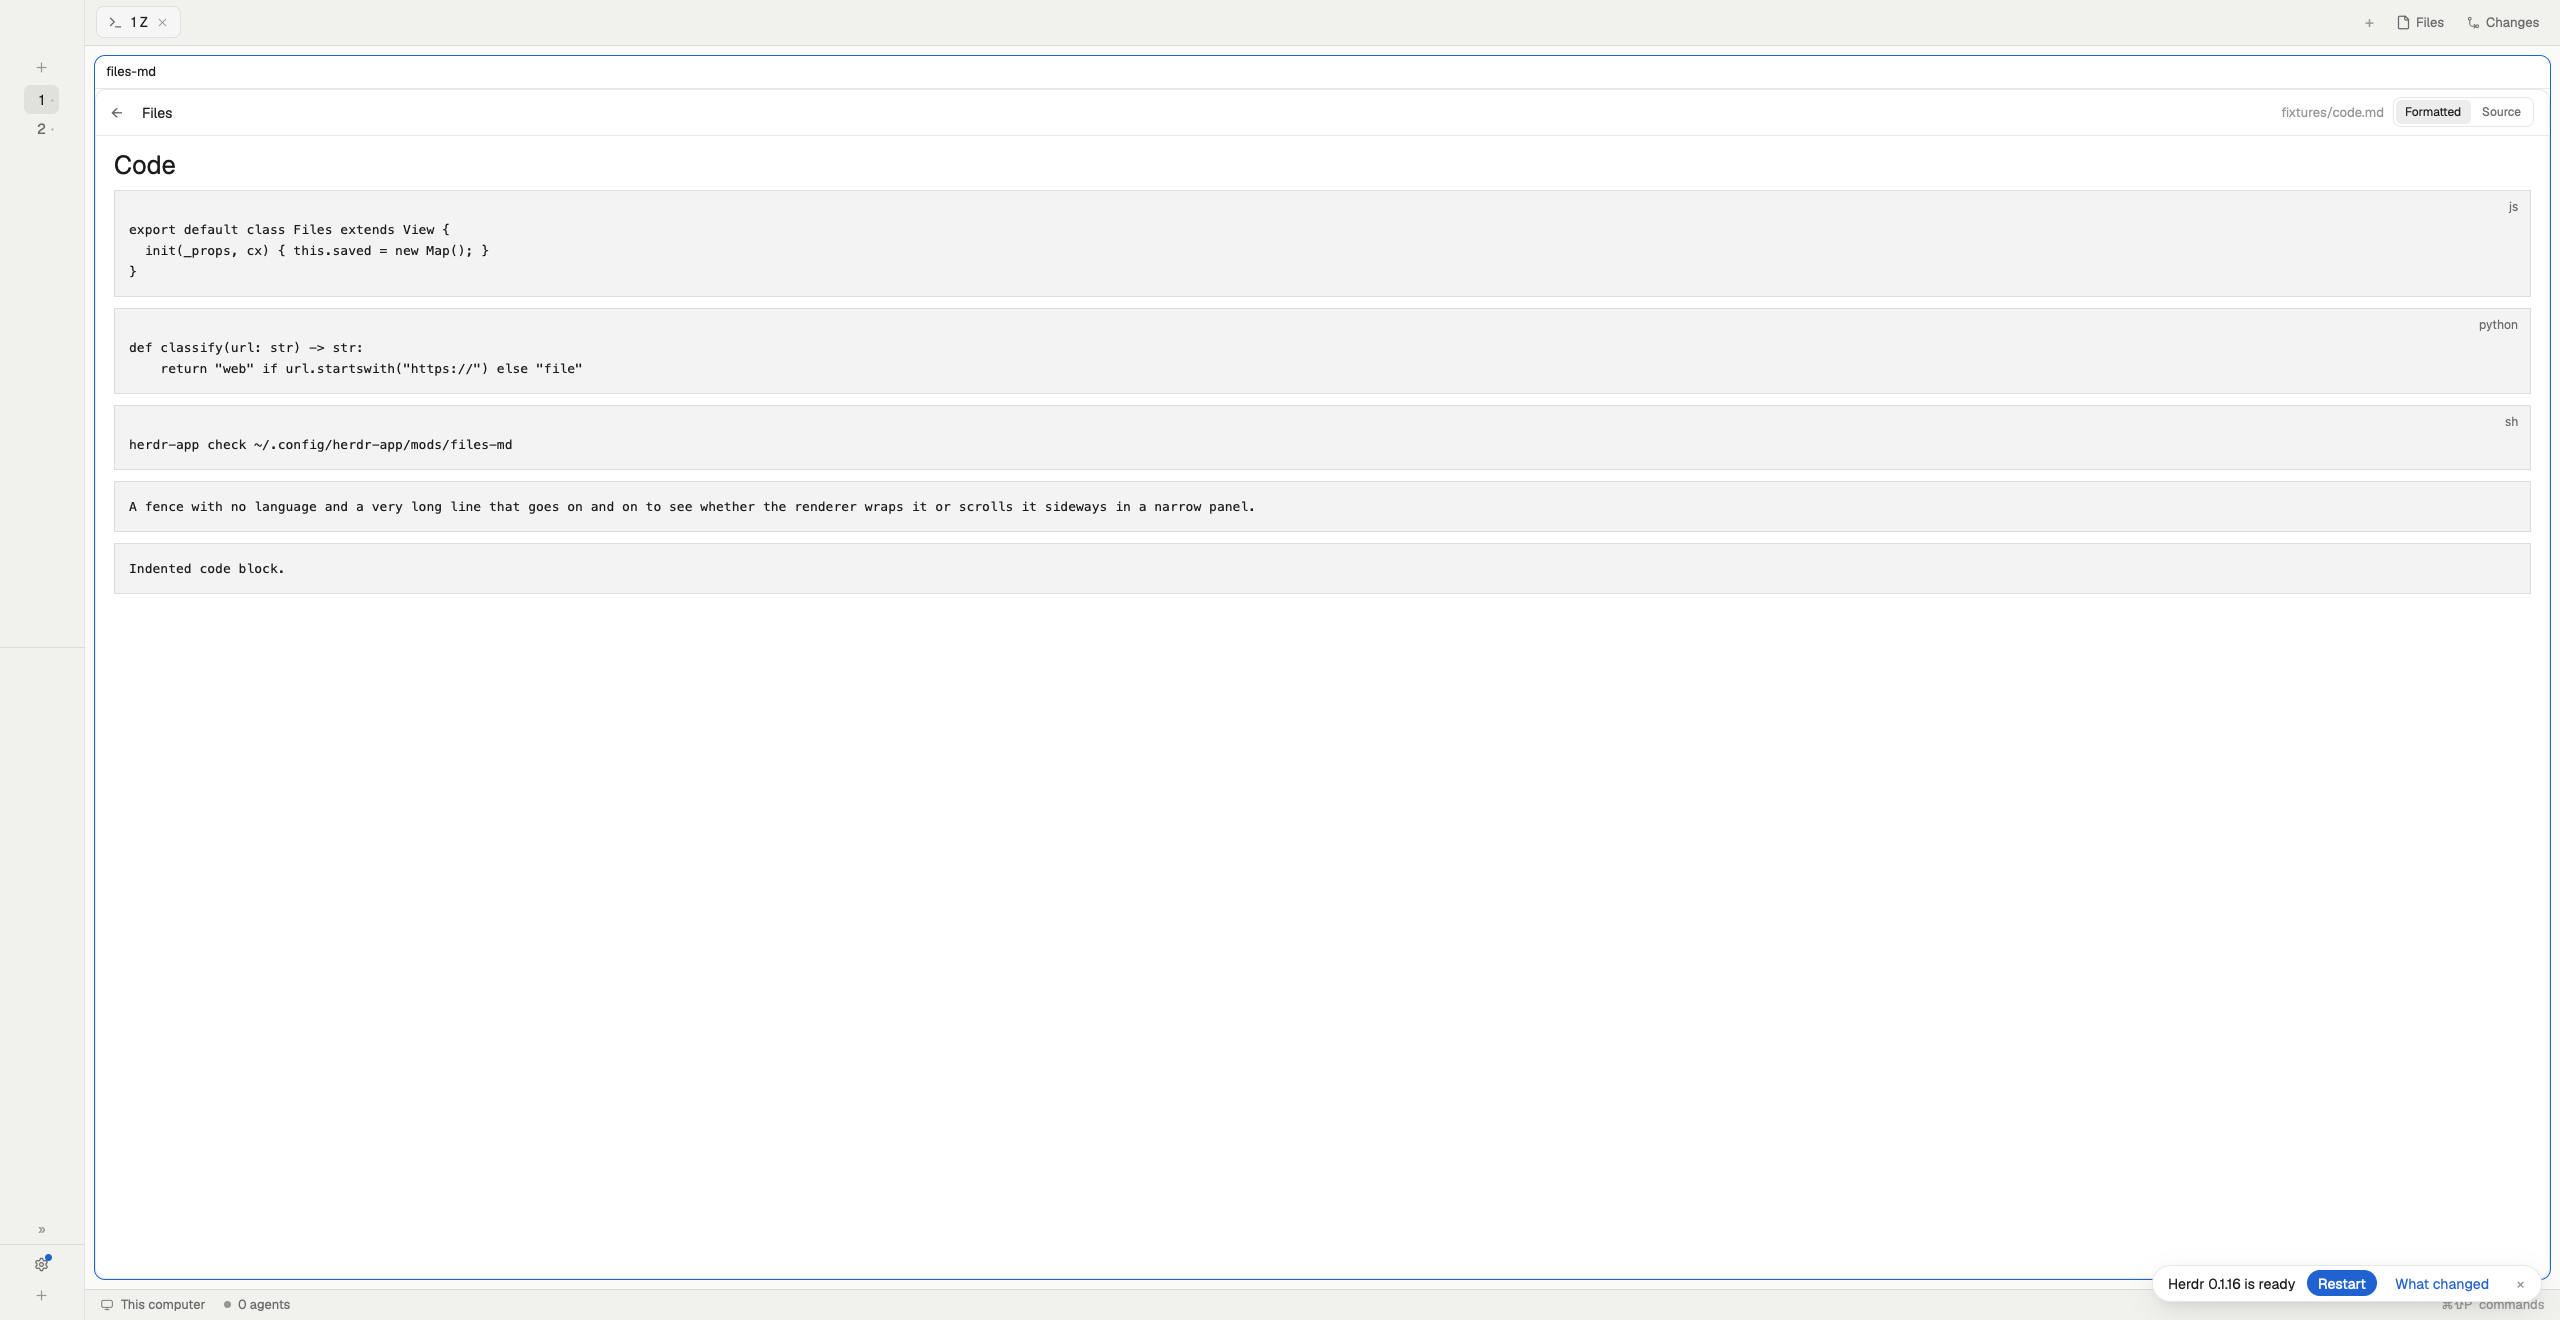 1 Z
+ Files Changes
+
1
2
files-md
Files
fixtures/code.md Formatted Source
Code
js
export default class Files extends View {
  init(_props, cx) { this.saved = new Map(); }
}
python
def classify(url: str) -> str:
    return "web" if url.startswith("https://") else "file"
sh
herdr-app check ~/.config/herdr-app/mods/files-md
A fence with no language and a very long line that goes on and on to see whether the renderer wraps it or scrolls it sideways in a narrow panel.
Indented code block.
»
+
Herdr 0.1.16 is ready Restart What changed ×
This computer 0 agents
⌘⇧P commands